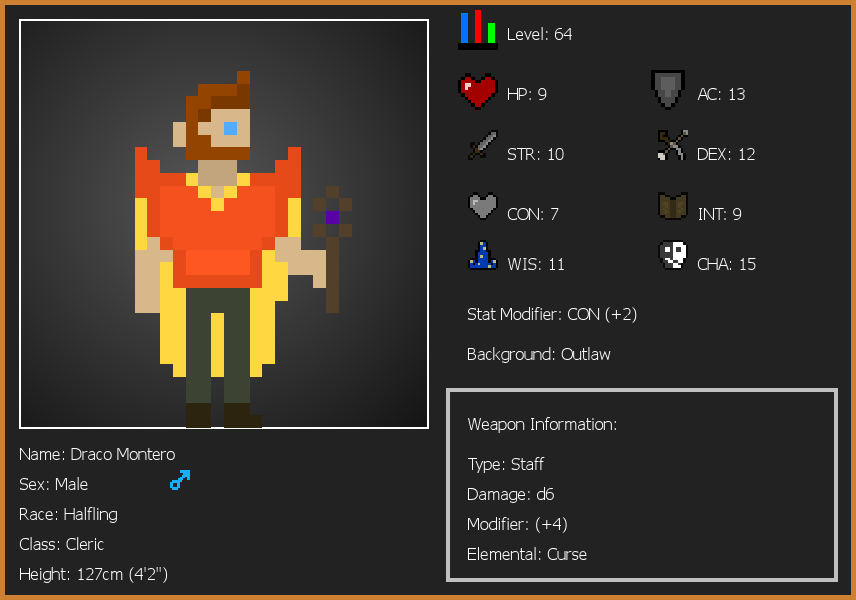 Level: 64
HP: 9
AC: 13
STR: 10
DEX: 12
CON: 7
INT: 9
WIS: 11
CHA: 15
Stat Modifier: CON (+2)
Background: Outlaw
Weapon Information:
Type: Staff
Damage: d6
Modifier: (+4)
Elemental: Curse
Name: Draco Montero
Sex: Male
Race: Halfling
Class: Cleric
Height: 127cm (4'2")